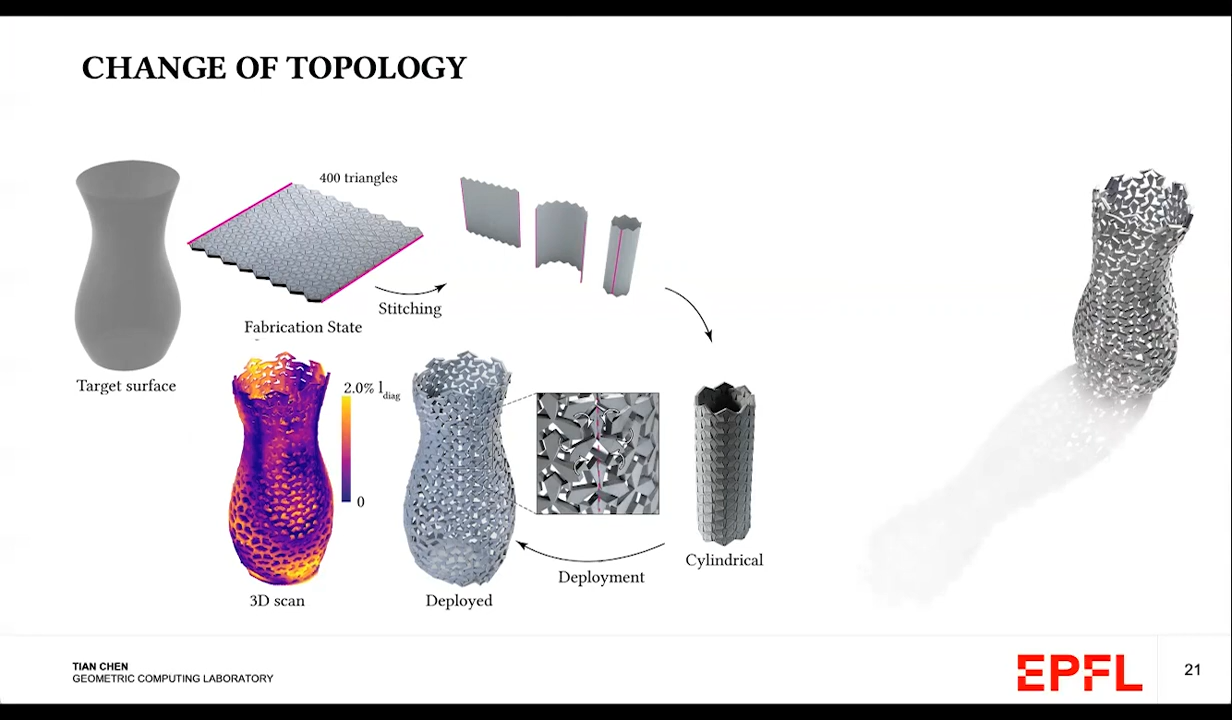 CHANGE OF TOPOLOGY
400 triangles
Stitching
Fabrication State
Target surface
2.0% l_diag
0
Cylindrical
Deployment
3D scan
Deployed
TIAN CHEN
GEOMETRIC COMPUTING LABORATORY
EPFL
21